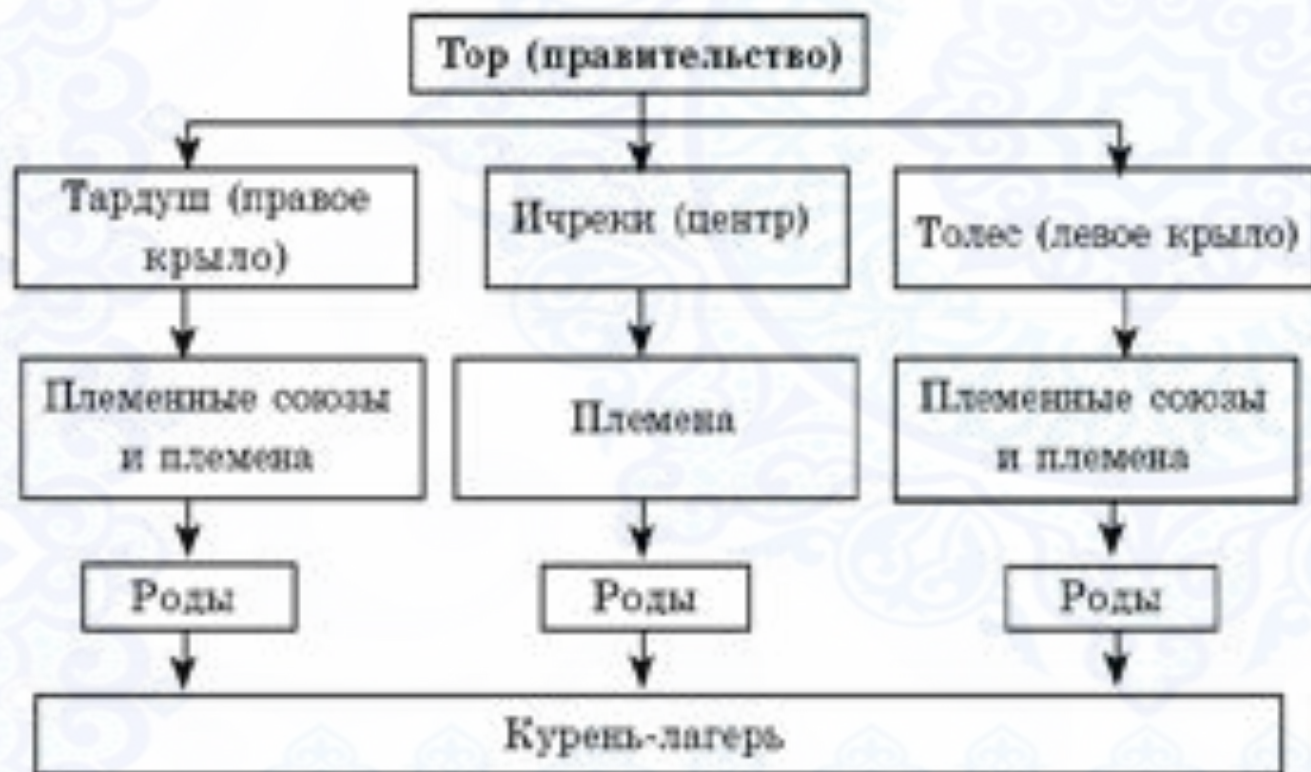 Тор (правительство)
Тардуш (правое
крыло)
Ичреки (центр)
Толес (левое крыло)
Племенные союзы
и племена
Племена
Племенные союзы
и племена
Роды
Роды
Роды
Курень-лагерь